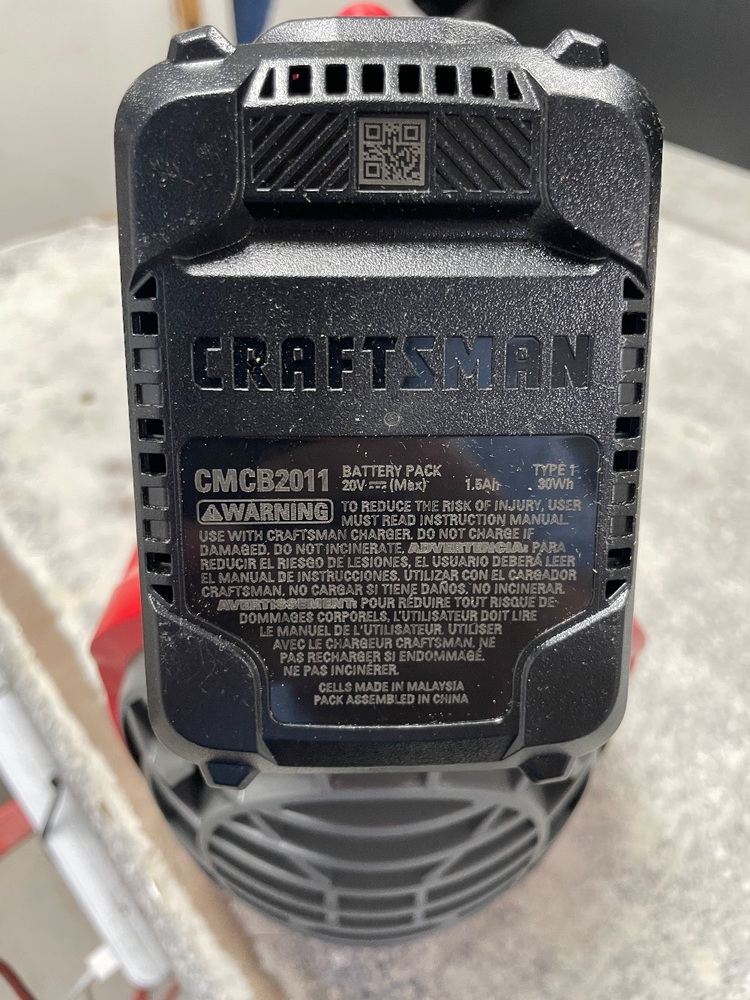 CRAFTSMAN
CMCB2011 BATTERY PACK TYPE 1
20V ⎓ (Max) 1.5Ah 30Wh
⚠WARNING TO REDUCE THE RISK OF INJURY, USER
MUST READ INSTRUCTION MANUAL.
USE WITH CRAFTSMAN CHARGER. DO NOT CHARGE IF
DAMAGED. DO NOT INCINERATE. ADVERTENCIA: PARA
REDUCIR EL RIESGO DE LESIONES, EL USUARIO DEBERÁ LEER
EL MANUAL DE INSTRUCCIONES. UTILIZAR CON EL CARGADOR
CRAFTSMAN. NO CARGAR SI TIENE DAÑOS, NO INCINERAR.
AVERTISSEMENT: POUR RÉDUIRE TOUT RISQUE DE
DOMMAGES CORPORELS, L'UTILISATEUR DOIT LIRE
LE MANUEL DE L'UTILISATEUR. UTILISER
AVEC LE CHARGEUR CRAFTSMAN. NE
PAS RECHARGER SI ENDOMMAGÉ.
NE PAS INCINÉRER.
CELLS MADE IN MALAYSIA
PACK ASSEMBLED IN CHINA